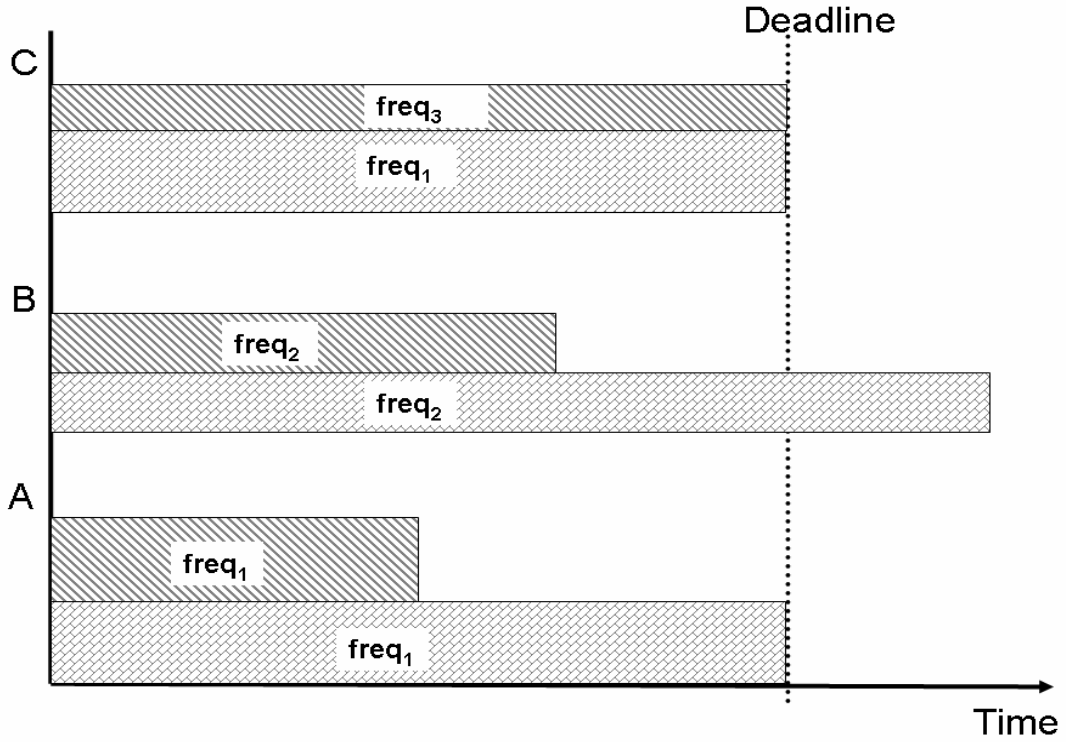 Deadline
C
freq₃
freq₁
B
freq₂
freq₂
A
freq₁
freq₁
Time